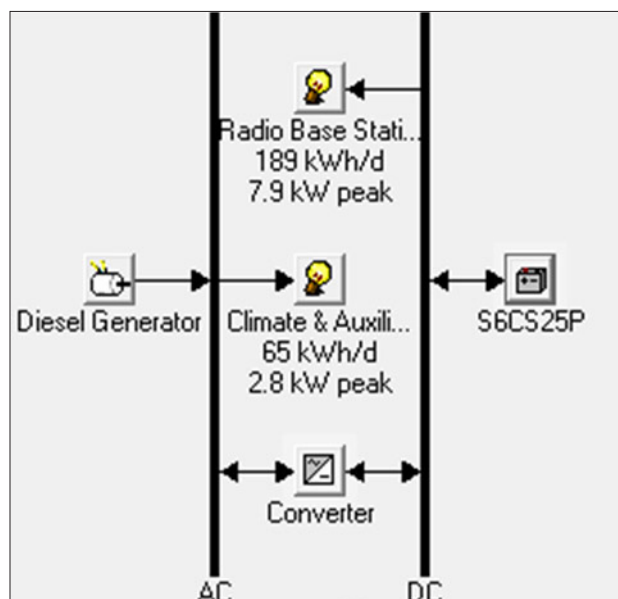 Radio Base Stati...
189 kWh/d
7.9 kW peak
Diesel Generator
Climate & Auxili...
65 kWh/d
2.8 kW peak
S6CS25P
Converter
AC
DC